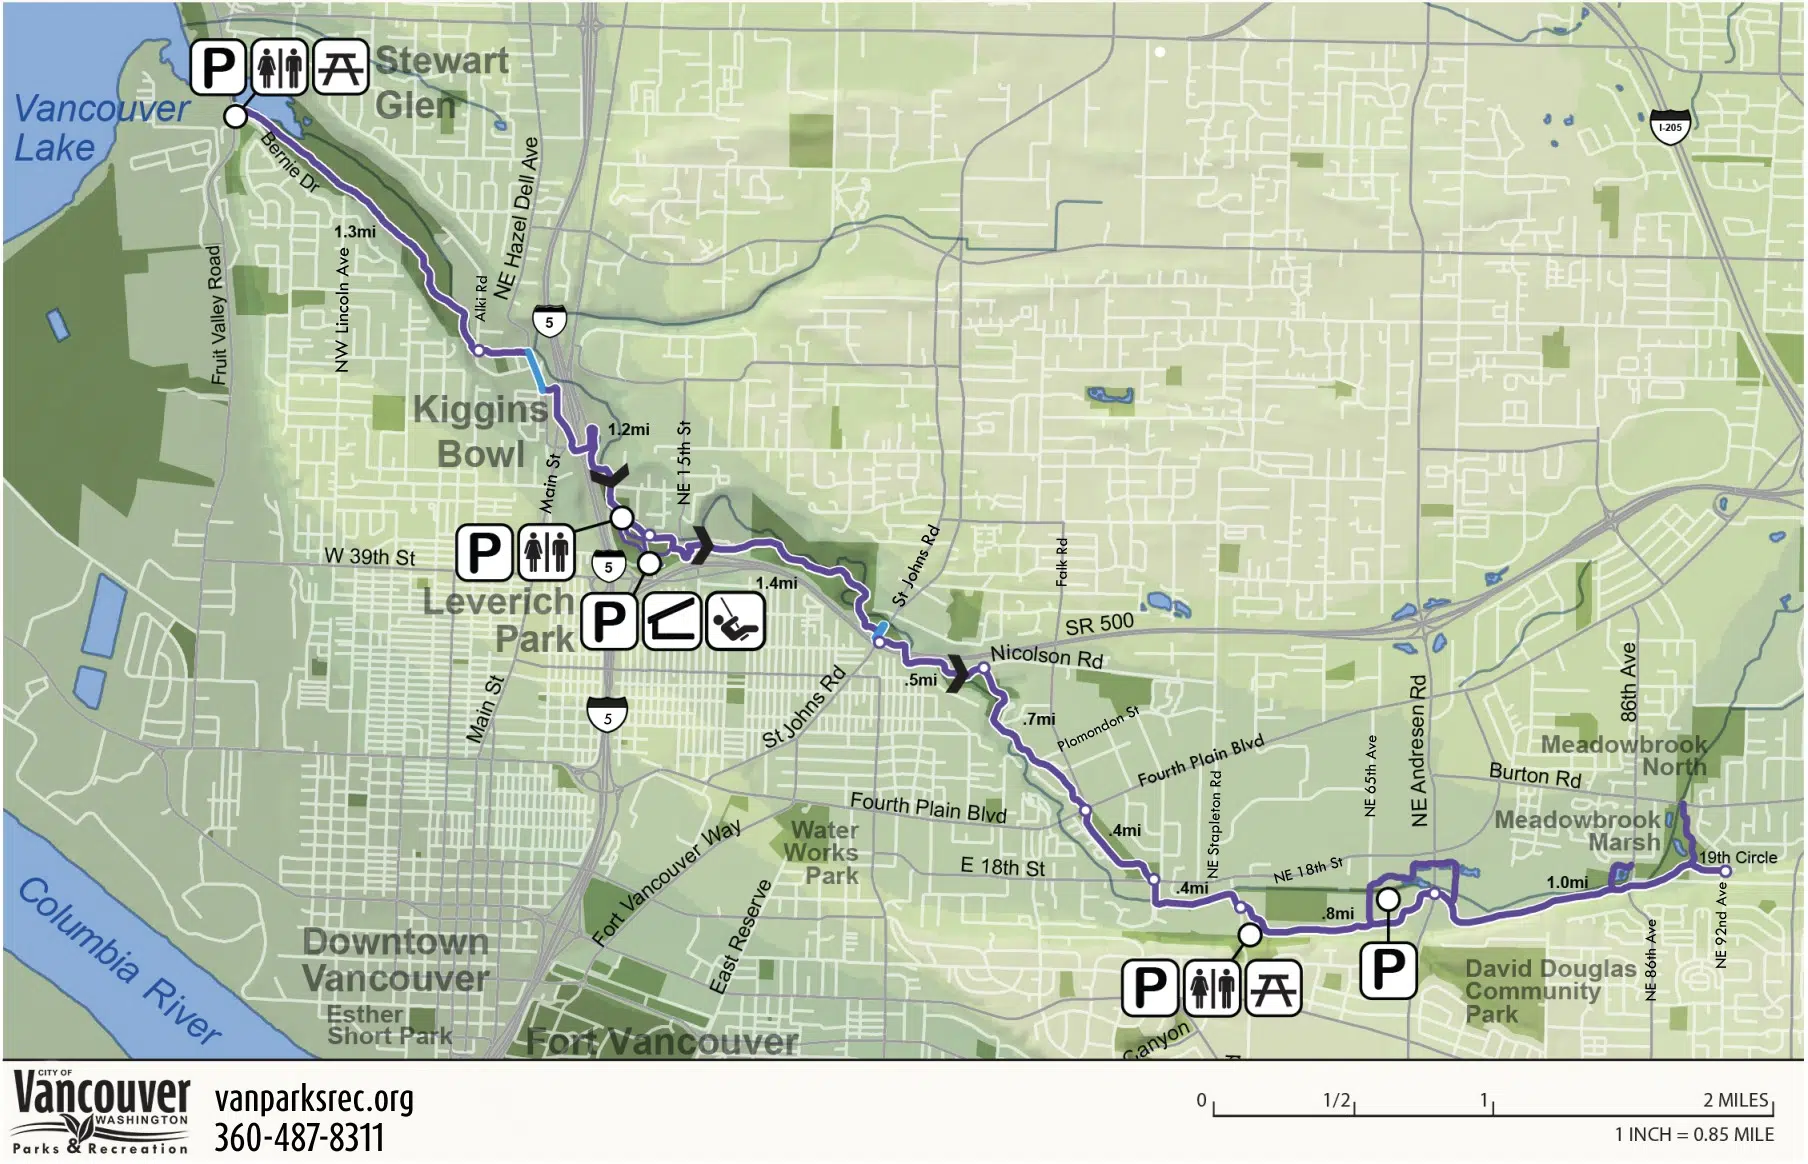 P
Stewart
Glen
Vancouver
Lake
Bernie Dr
1.3mi
NE Hazel Dell Ave
I-205
Fruit Valley Road
NW Lincoln Ave
Alki Rd
5
Kiggins
Bowl
1.2mi
Main St
NE 15th St
P
W 39th St
5
Leverich
Park
P
1.4mi
St Johns Rd
Falk Rd
SR 500
Nicolson Rd
.5mi
.7mi
Main St
5
St Johns Rd
Plomondon St
Fourth Plain Blvd
NE 65th Ave
NE Andresen Rd
86th Ave
Meadowbrook
North
Burton Rd
Fourth Plain Blvd
.4mi
NE Stapleton Rd
Meadowbrook
Marsh
19th Circle
Water
Works
Park
Fort Vancouver Way
E 18th St
.4mi
NE 18th St
1.0mi
.8mi
East Reserve
Columbia River
Downtown
Vancouver
Esther
Short Park
Fort Vancouver
P
P
David Douglas
Community
Park
NE 86th Ave
NE 92nd Ave
Canyon
CITY OF
Vancouver
WASHINGTON
Parks & Recreation
vanparksrec.org
360-487-8311
0 1/2 1 2 MILES
1 INCH = 0.85 MILE